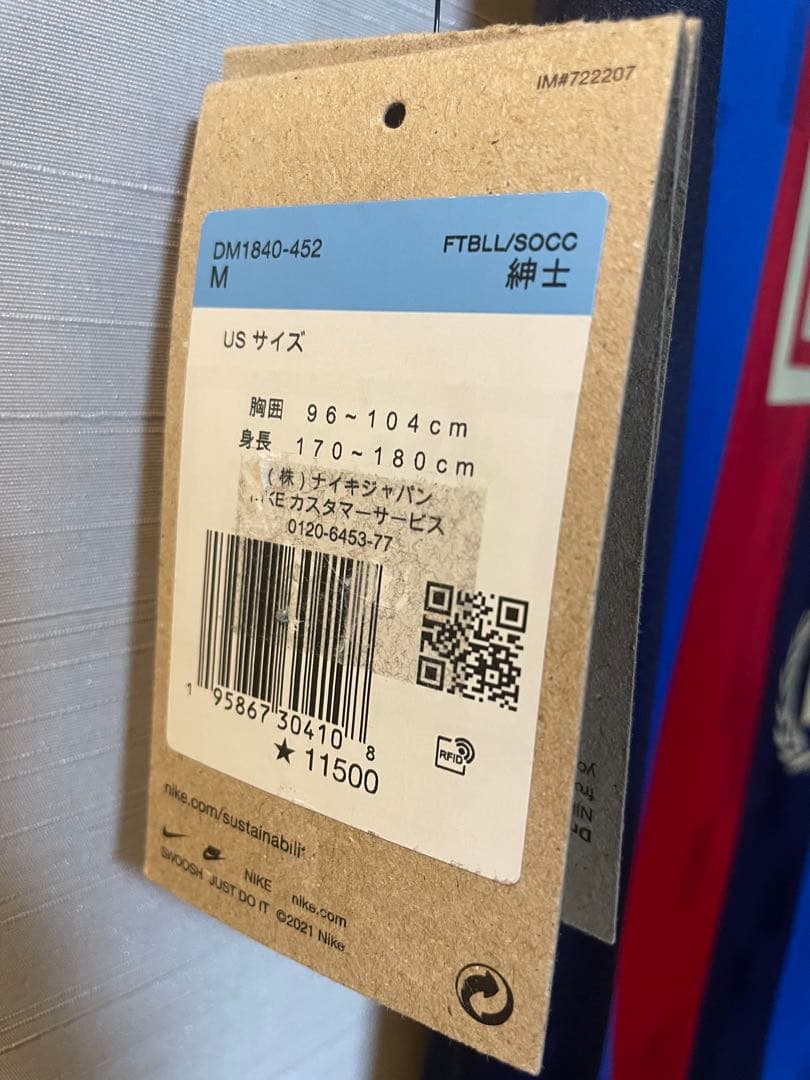 IM#722207
DM1840-452
FTBLL/SOCC
M
紳士
US サイズ
胸囲 96~104cm
身長 170~180cm
(株)ナイキジャパン
カスタマーサービス
0120-6453-77
1 95867 30410 8
★11500
RFID
nike.com/sustainabili
NIKE nike.com
SWOOSH JUST DO IT ©2021 Nike